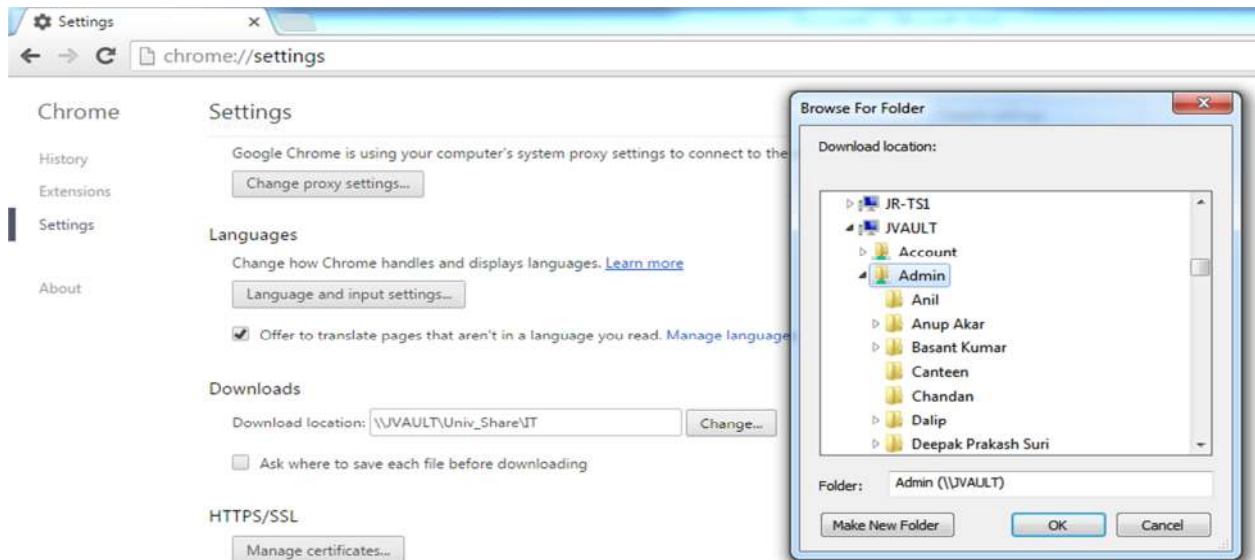 Settings
chrome://settings
Chrome
History
Extensions
Settings
About
Settings
Google Chrome is using your computer's system proxy settings to connect to the
Change proxy settings...
Languages
Change how Chrome handles and displays languages. Learn more
Language and input settings...
Offer to translate pages that aren't in a language you read. Manage languages
Downloads
Download location: \\JVAULT\Univ_Share\IT
Change...
Ask where to save each file before downloading
HTTPS/SSL
Manage certificates...
Browse For Folder
Download location:
JR-TS1
JVAULT
Account
Admin
Anil
Anup Akar
Basant Kumar
Canteen
Chandan
Dalip
Deepak Prakash Suri
Folder: Admin (\\JVAULT)
Make New Folder OK Cancel